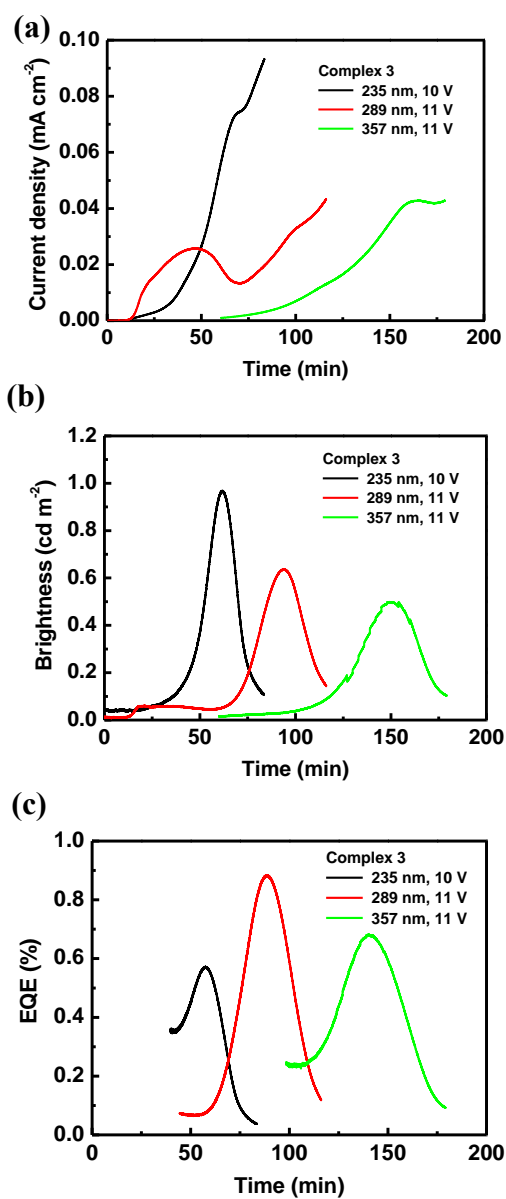 (a)
0.10
0.08
0.06
0.04
0.02
0.00
Current density (mA cm-2)
Complex 3
235 nm, 10 V
289 nm, 11 V
357 nm, 11 V
0 50 100 150 200
Time (min)
(b)
1.2
1.0
0.8
0.6
0.4
0.2
0.0
Brightness (cd m-2)
Complex 3
235 nm, 10 V
289 nm, 11 V
357 nm, 11 V
0 50 100 150 200
Time (min)
(c)
1.0
0.8
0.6
0.4
0.2
0.0
EQE (%)
Complex 3
235 nm, 10 V
289 nm, 11 V
357 nm, 11 V
0 50 100 150 200
Time (min)